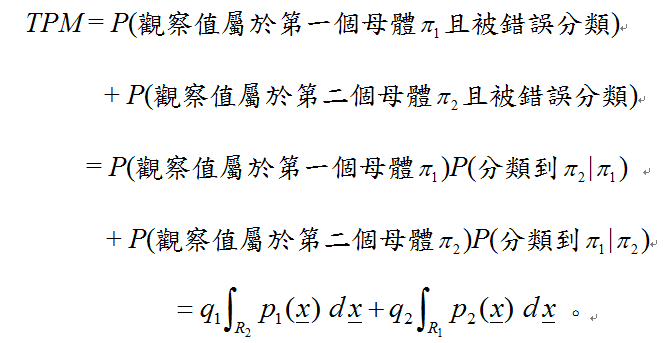 TPM = P(觀察值屬於第一個母體π₁且被錯誤分類)
+ P(觀察值屬於第二個母體π₂且被錯誤分類)
= P(觀察值屬於第一個母體π₁)P(分類到π₂|π₁)
+ P(觀察值屬於第二個母體π₂)P(分類到π₁|π₂)
= q₁∫_{R₂} p₁(x̲) dx̲ + q₂∫_{R₁} p₂(x̲) dx̲ 。